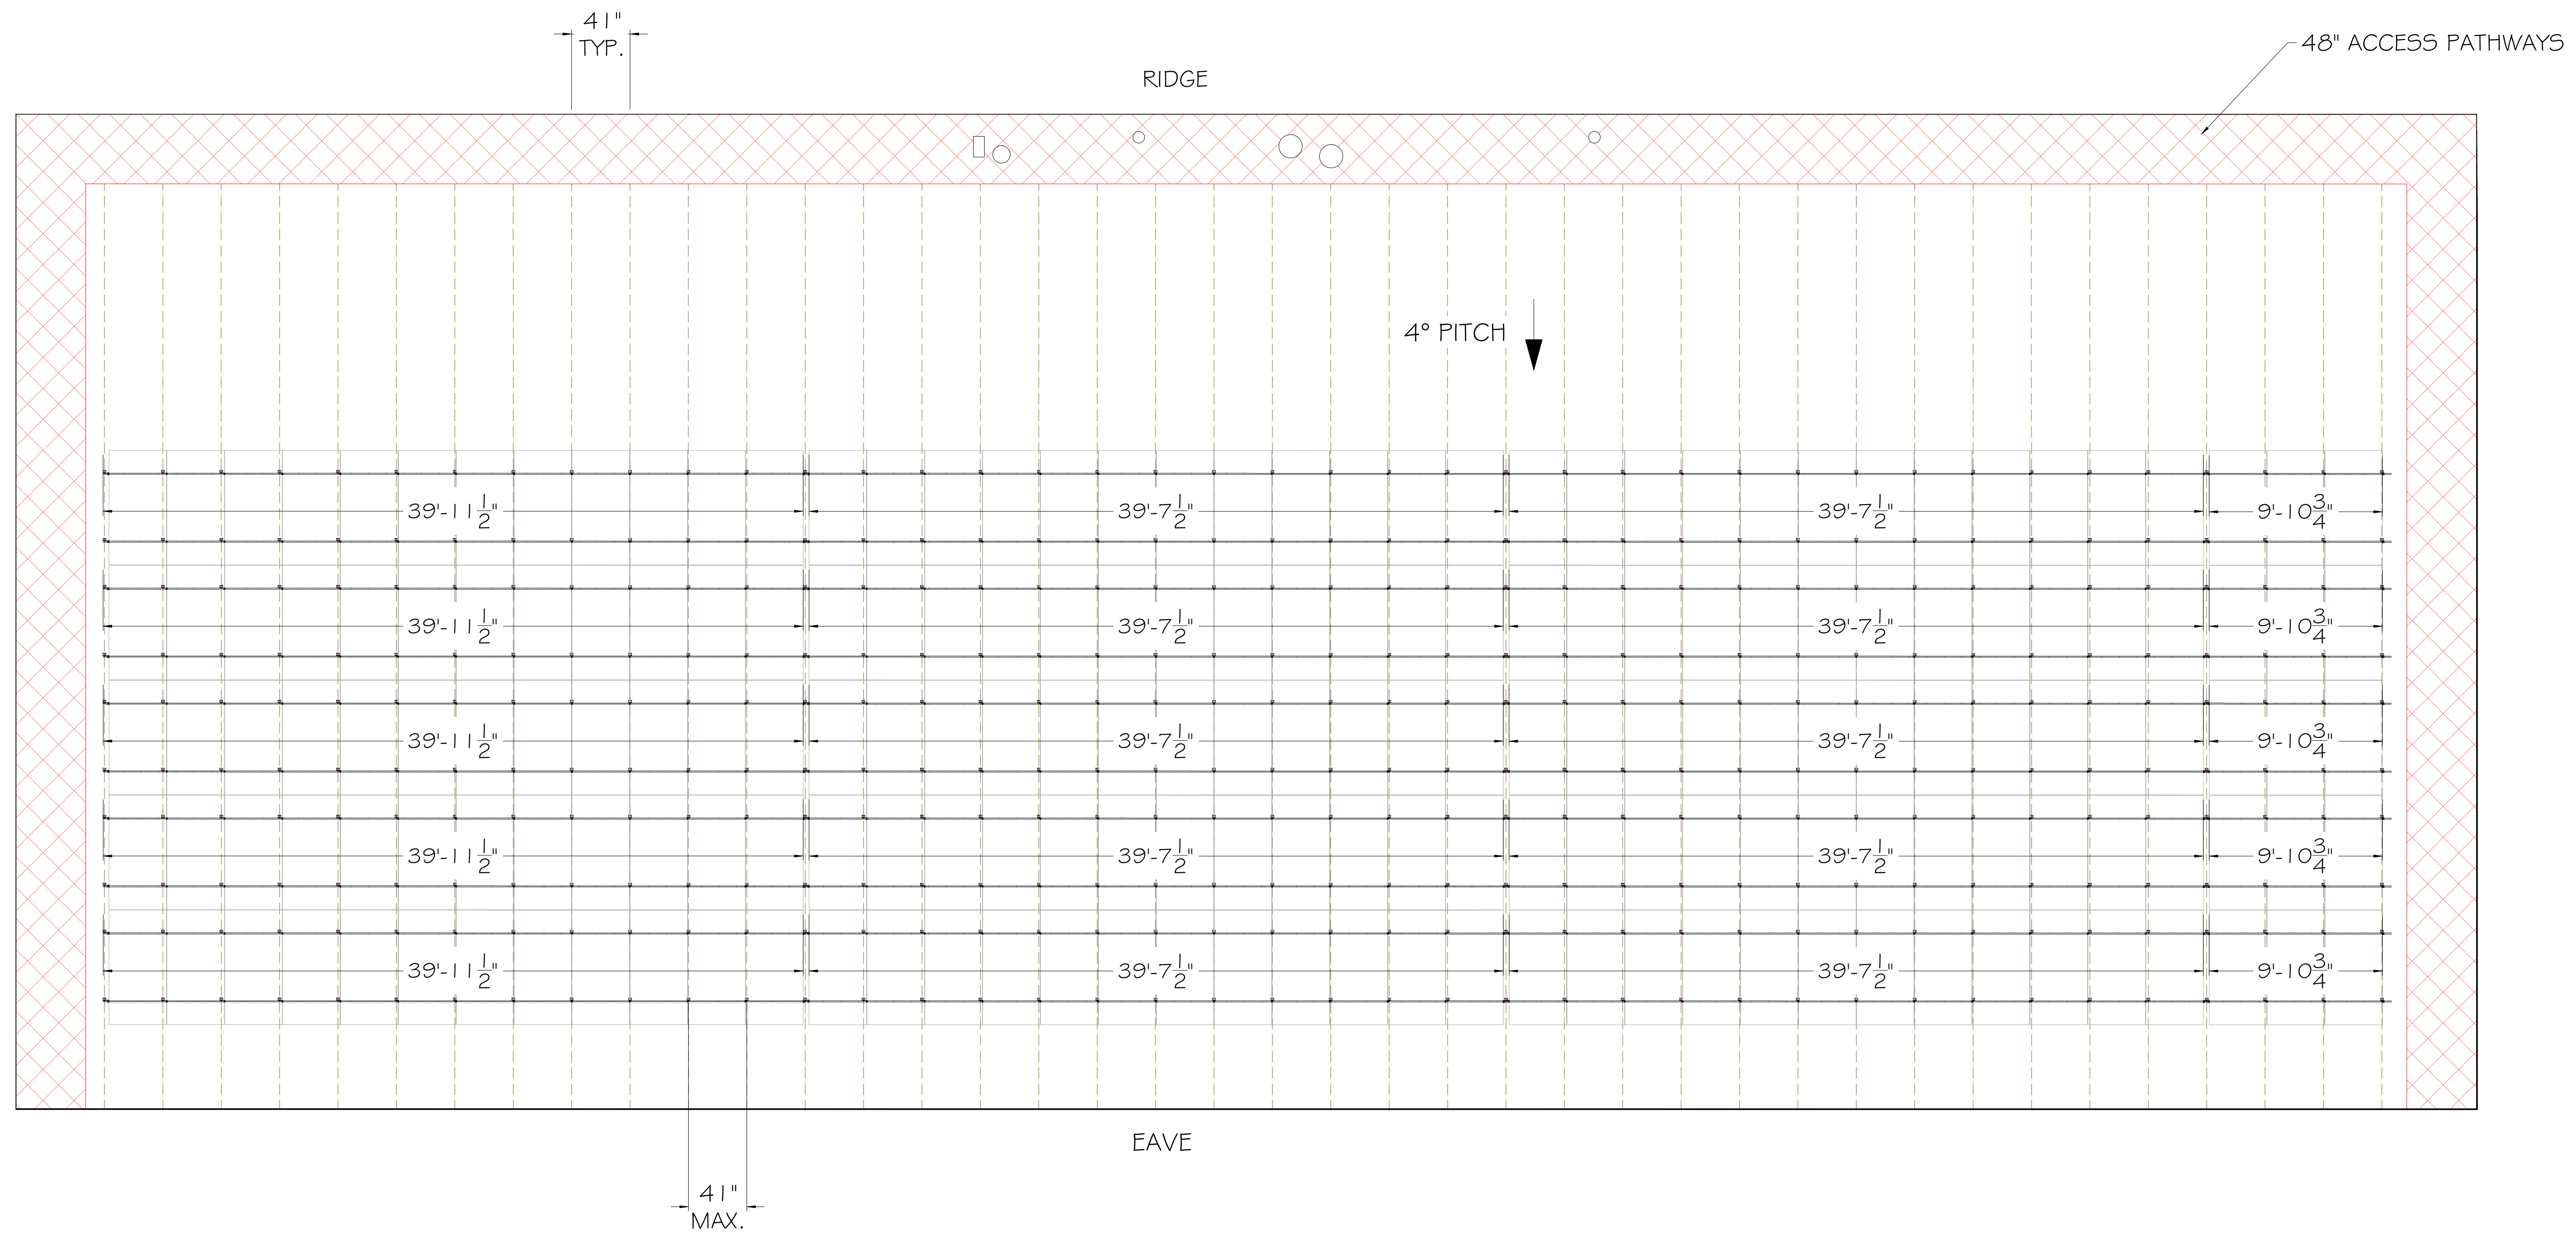 41"
TYP.
48" ACCESS PATHWAYS
RIDGE
4° PITCH
39'-11 1/2" 39'-7 1/2" 39'-7 1/2" 9'-10 3/4"
39'-11 1/2" 39'-7 1/2" 39'-7 1/2" 9'-10 3/4"
39'-11 1/2" 39'-7 1/2" 39'-7 1/2" 9'-10 3/4"
39'-11 1/2" 39'-7 1/2" 39'-7 1/2" 9'-10 3/4"
39'-11 1/2" 39'-7 1/2" 39'-7 1/2" 9'-10 3/4"
EAVE
41"
MAX.